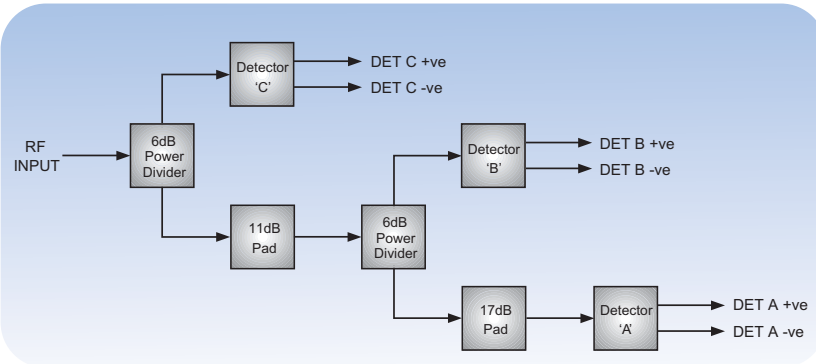 Detector
‘C’
DET C +ve
DET C -ve
RF
INPUT
6dB
Power
Divider
Detector
‘B’
DET B +ve
DET B -ve
11dB
Pad
6dB
Power
Divider
17dB
Pad
Detector
‘A’
DET A +ve
DET A -ve